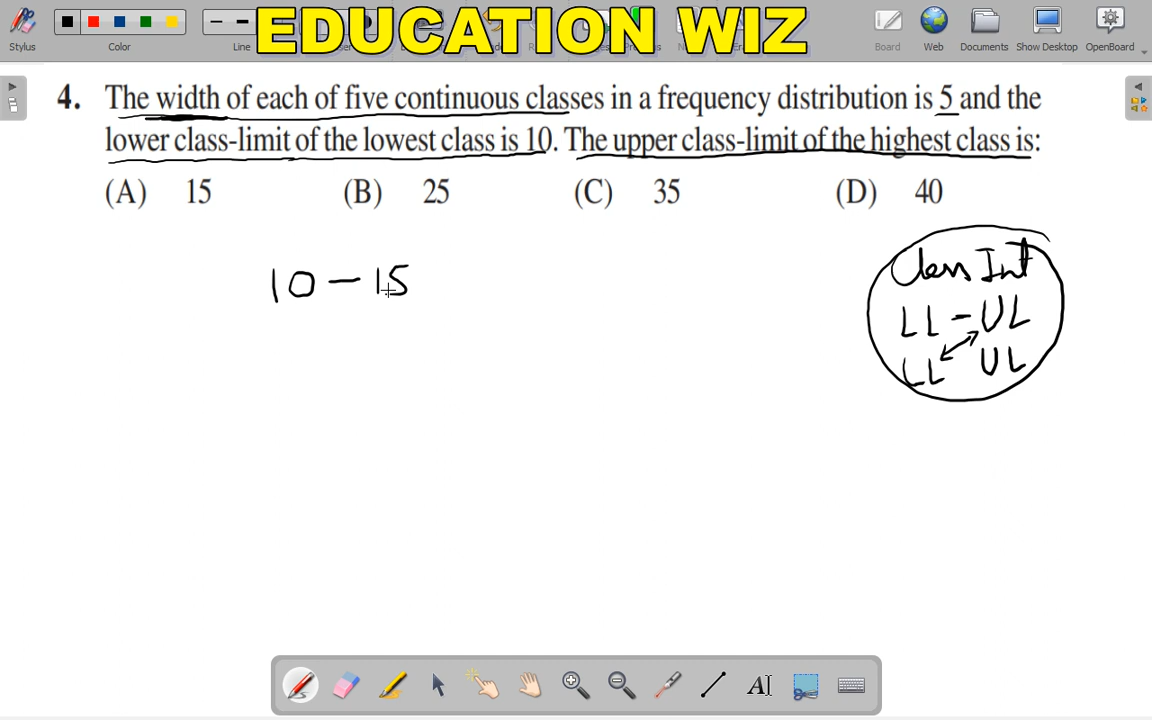 EDUCATION WIZ
Stylus Color Line Board Web Documents Show Desktop OpenBoard
4. The width of each of five continuous classes in a frequency distribution is 5 and the
lower class-limit of the lowest class is 10. The upper class-limit of the highest class is:
(A) 15 (B) 25 (C) 35 (D) 40
10 - 15
Class Int
LL - UL
LL UL